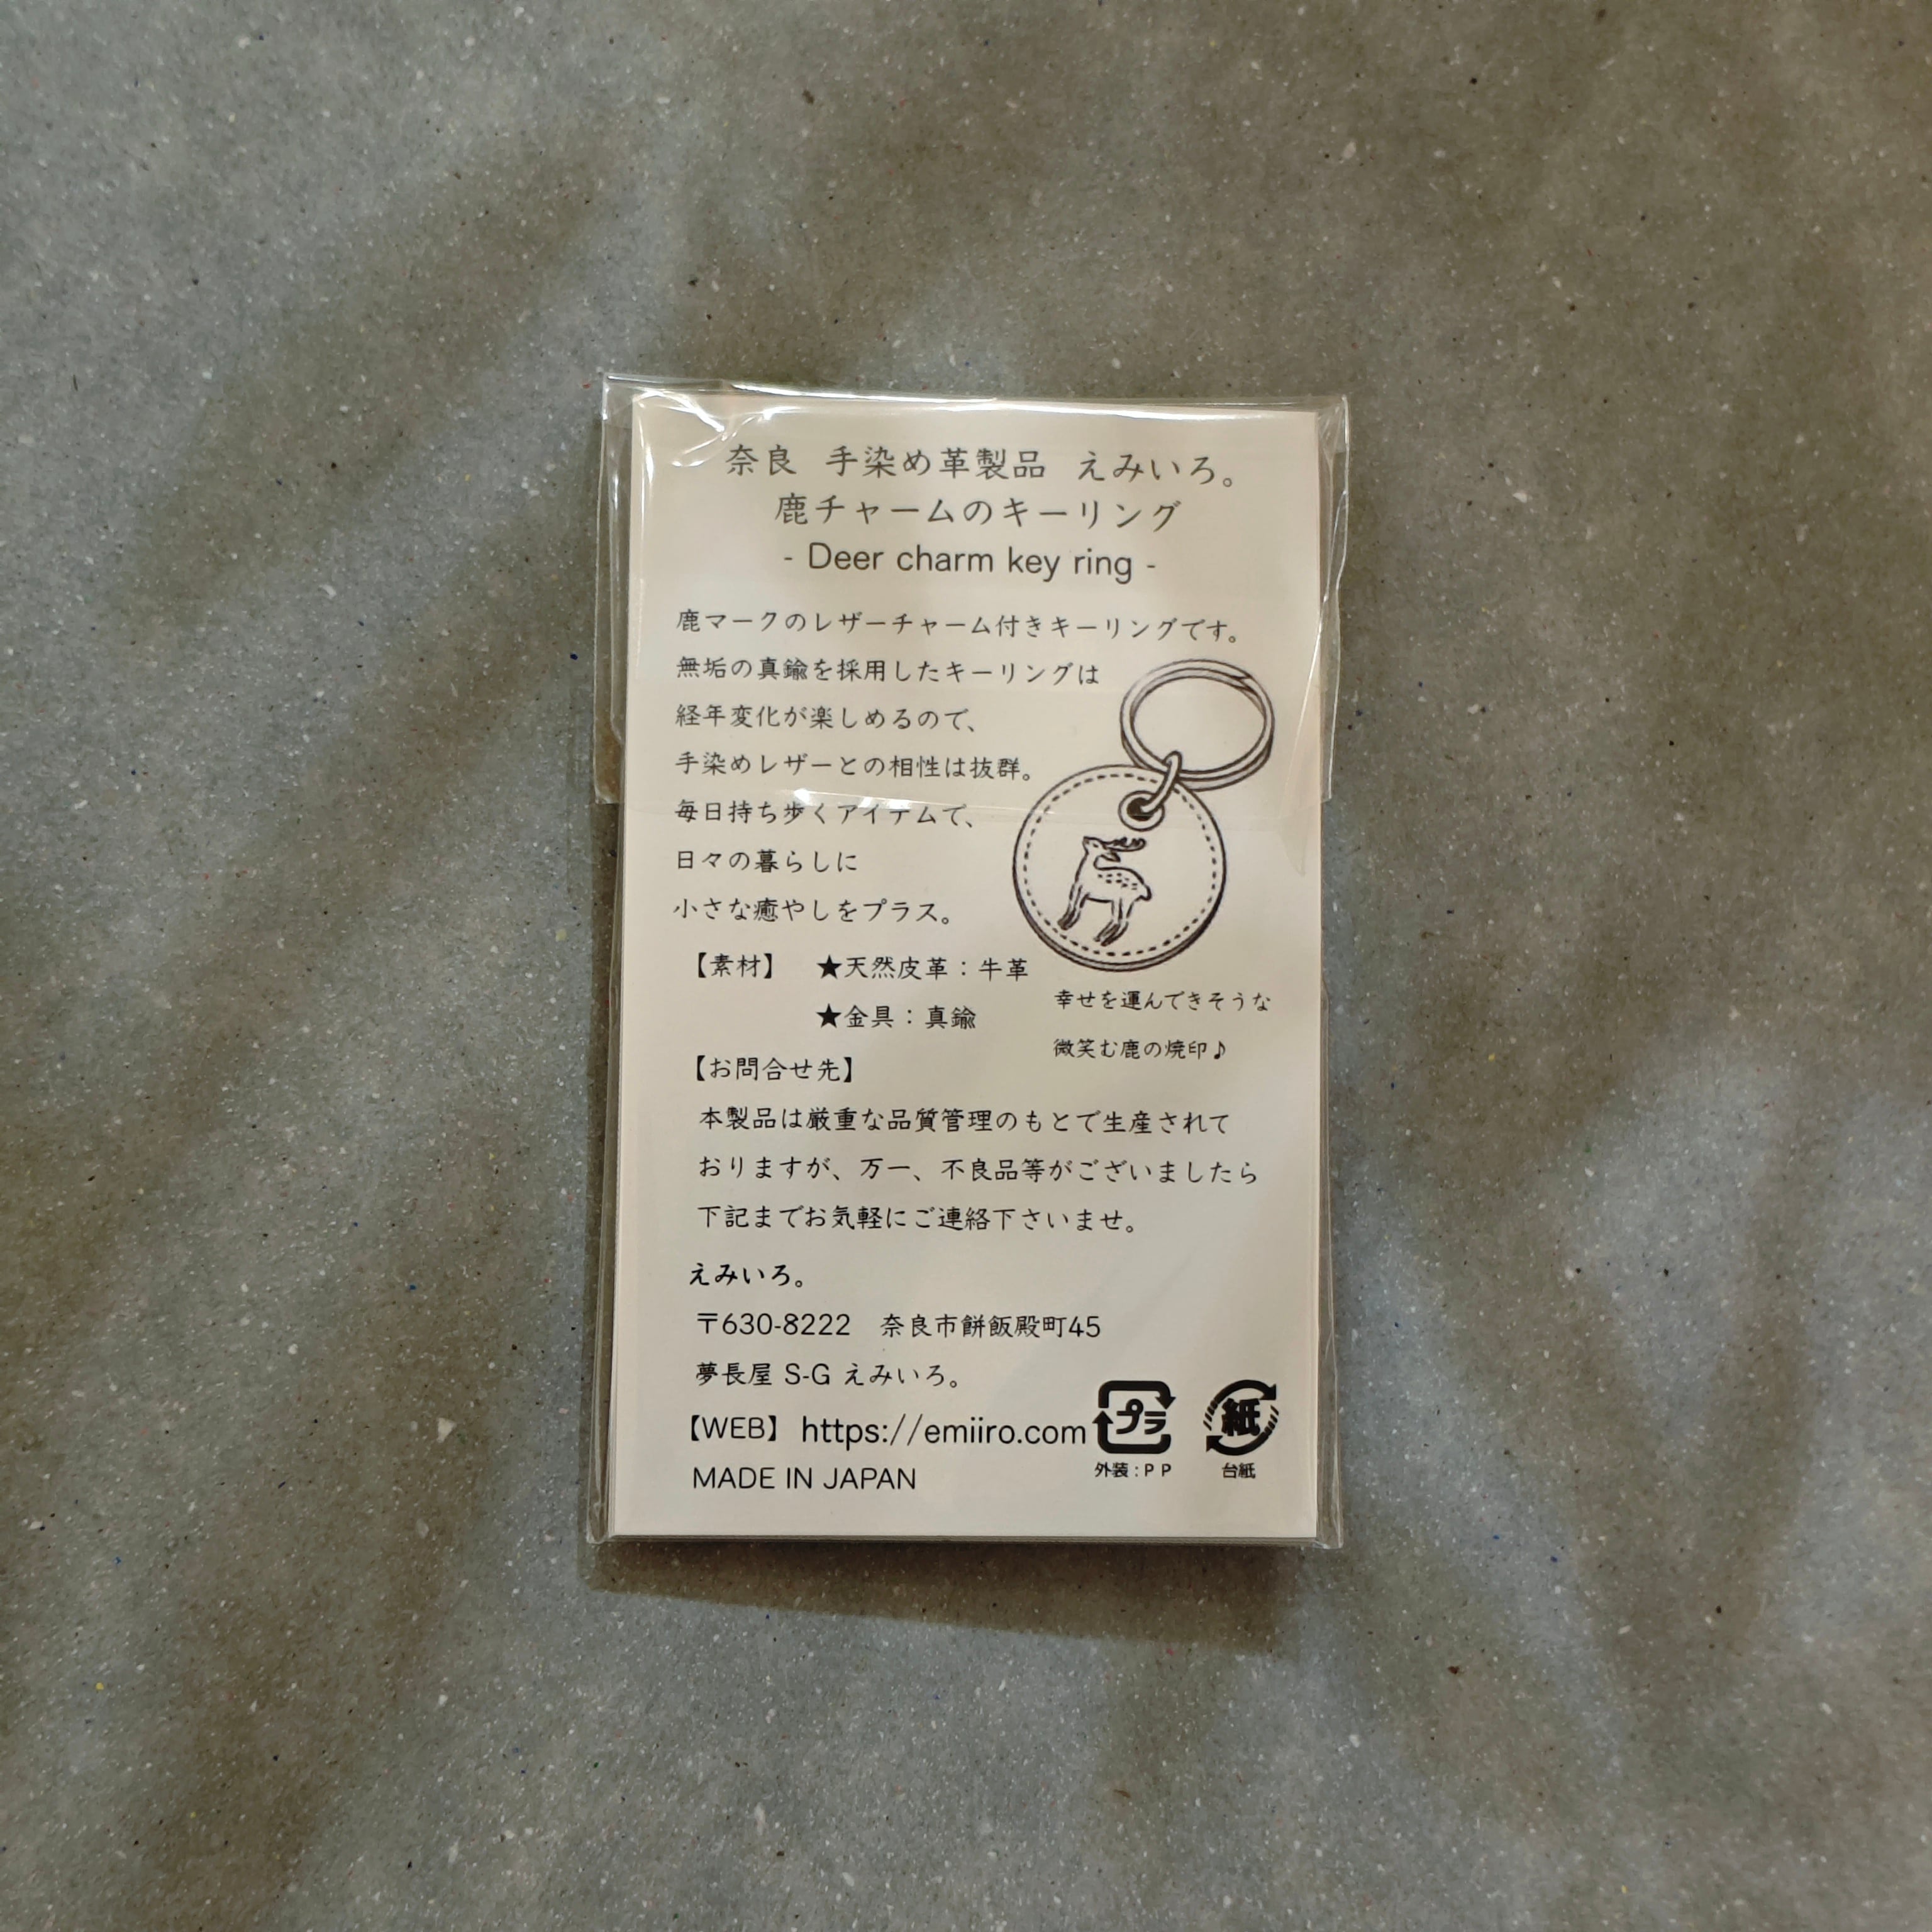 奈良 手染め革製品 えみいろ。
鹿チャームのキーリング
- Deer charm key ring -
鹿マークのレザーチャーム付きキーリングです。
無垢の真鍮を採用したキーリングは
経年変化が楽しめるので、
手染めレザーとの相性は抜群。
毎日持ち歩くアイテムで、
日々の暮らしに
小さな癒やしをプラス。
【素材】 ★天然皮革：牛革
★金具：真鍮
幸せを運んできそうな
微笑む鹿の焼印♪
【お問合せ先】
本製品は厳重な品質管理のもとで生産されて
おりますが、万一、不良品等がございましたら
下記までお気軽にご連絡下さいませ。
えみいろ。
〒630-8222 奈良市餅飯殿町45
夢長屋 S-G えみいろ。
【WEB】 https://emiiro.com
MADE IN JAPAN
プラ 紙
外装：PP 台紙